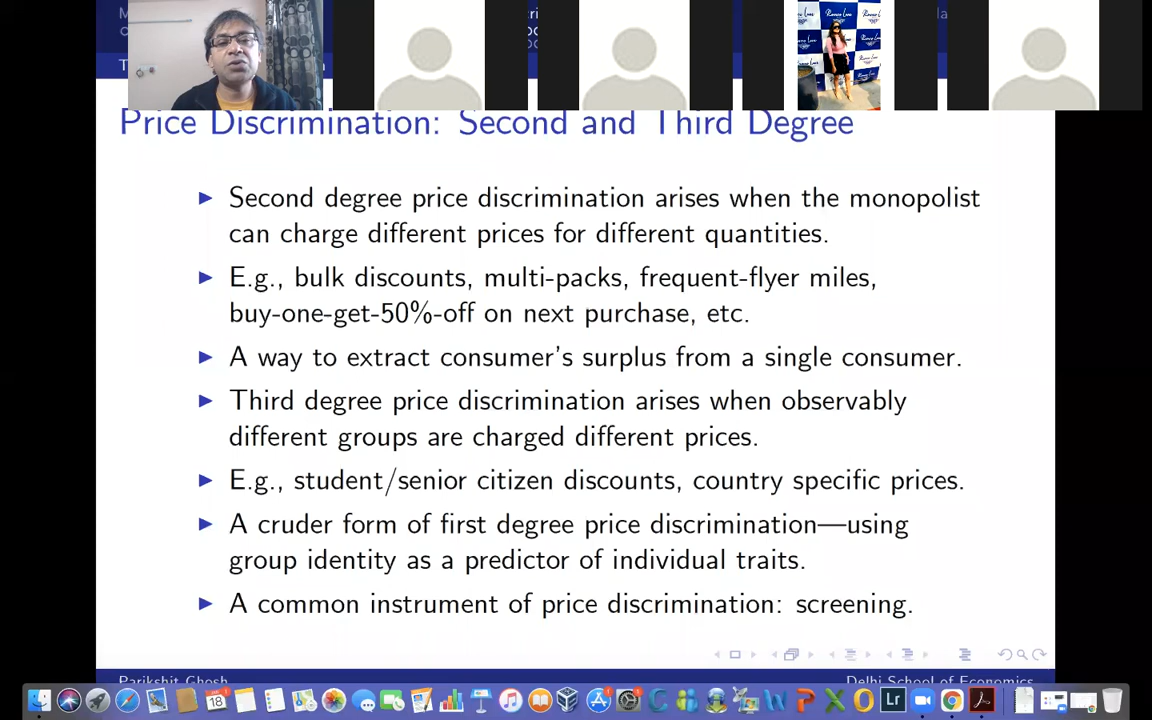 Price Discrimination: Second and Third Degree
▶ Second degree price discrimination arises when the monopolist
can charge different prices for different quantities.
▶ E.g., bulk discounts, multi-packs, frequent-flyer miles,
buy-one-get-50%-off on next purchase, etc.
▶ A way to extract consumer's surplus from a single consumer.
▶ Third degree price discrimination arises when observably
different groups are charged different prices.
▶ E.g., student/senior citizen discounts, country specific prices.
▶ A cruder form of first degree price discrimination—using
group identity as a predictor of individual traits.
▶ A common instrument of price discrimination: screening.
Parikshit Ghosh
Delhi School of Economics
18
Lr